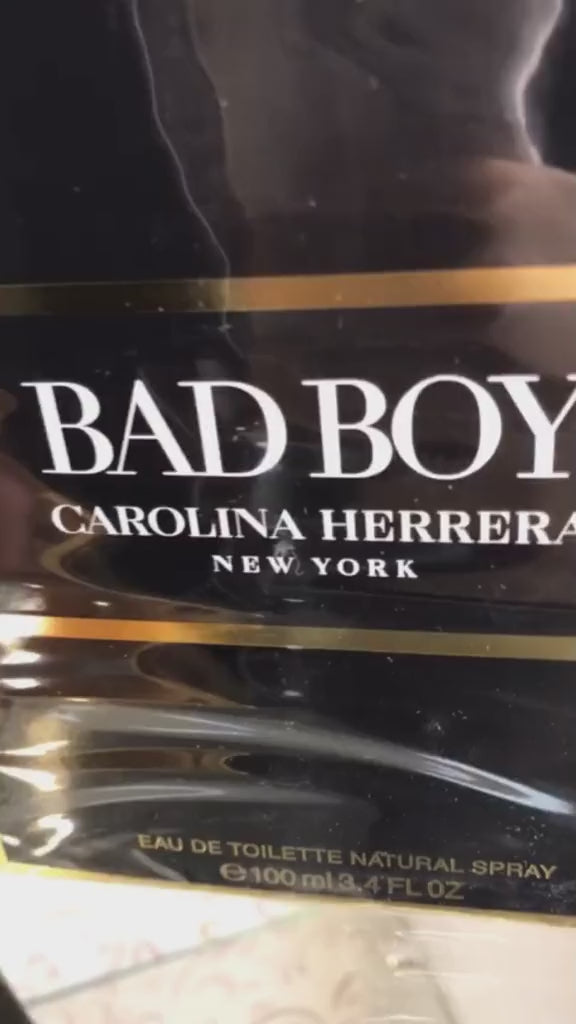 BAD BOY
CAROLINA HERRERA
NEW YORK
EAU DE TOILETTE NATURAL SPRAY
℮100 ml 3.4 FL OZ